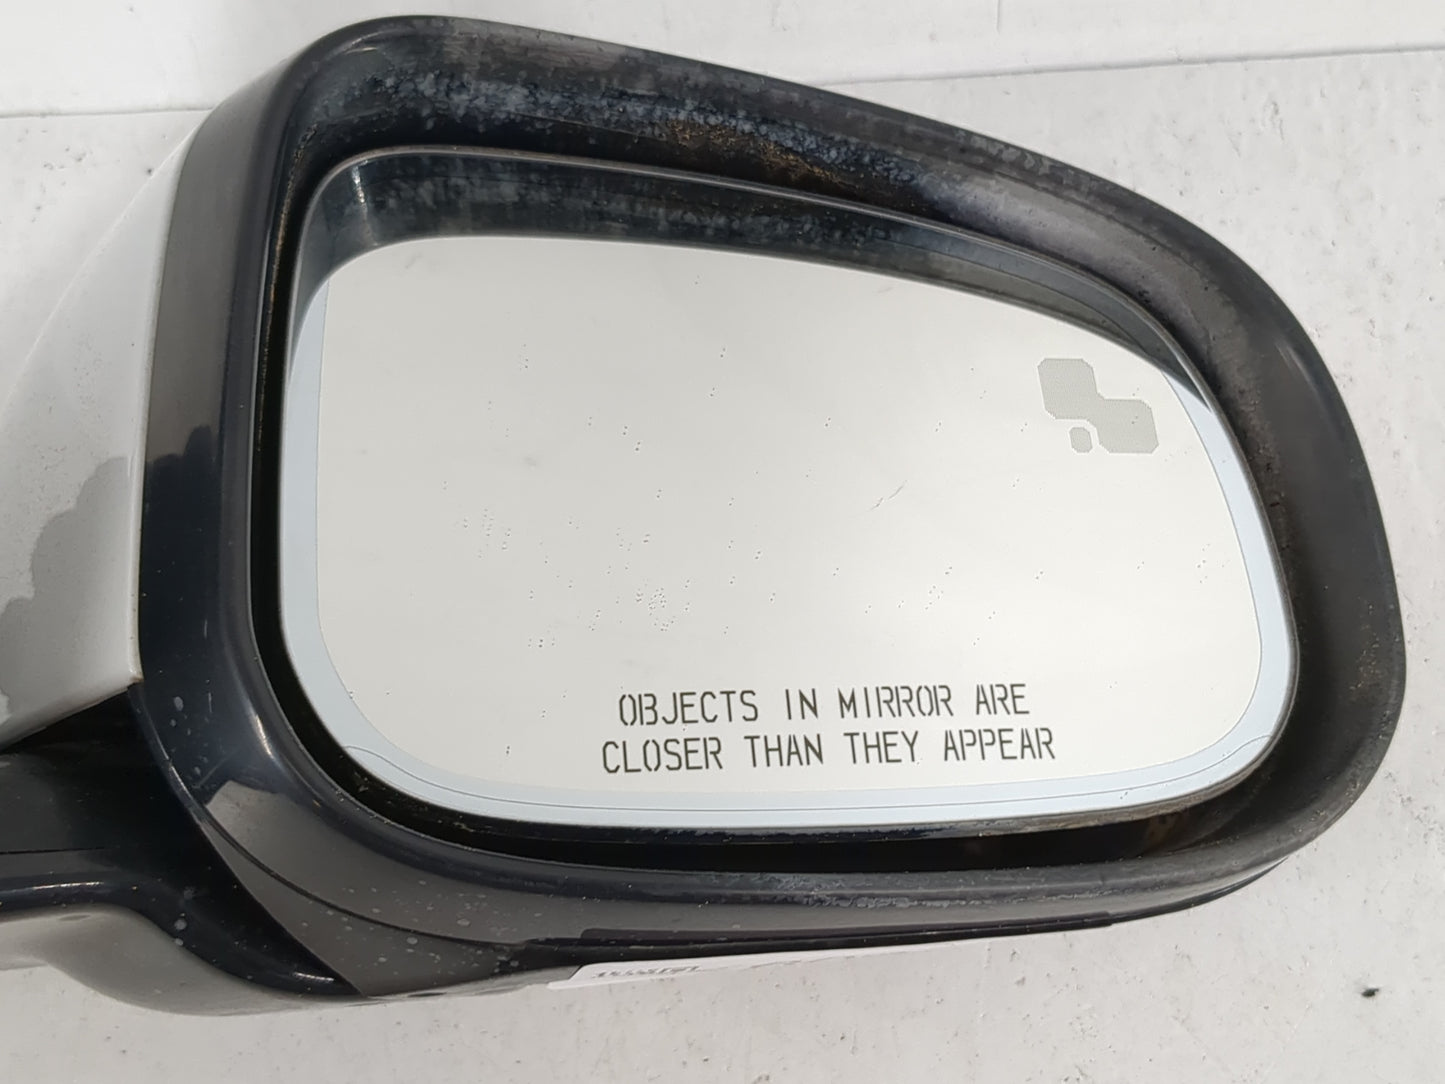 OBJECTS IN MIRROR ARE
CLOSER THAN THEY APPEAR